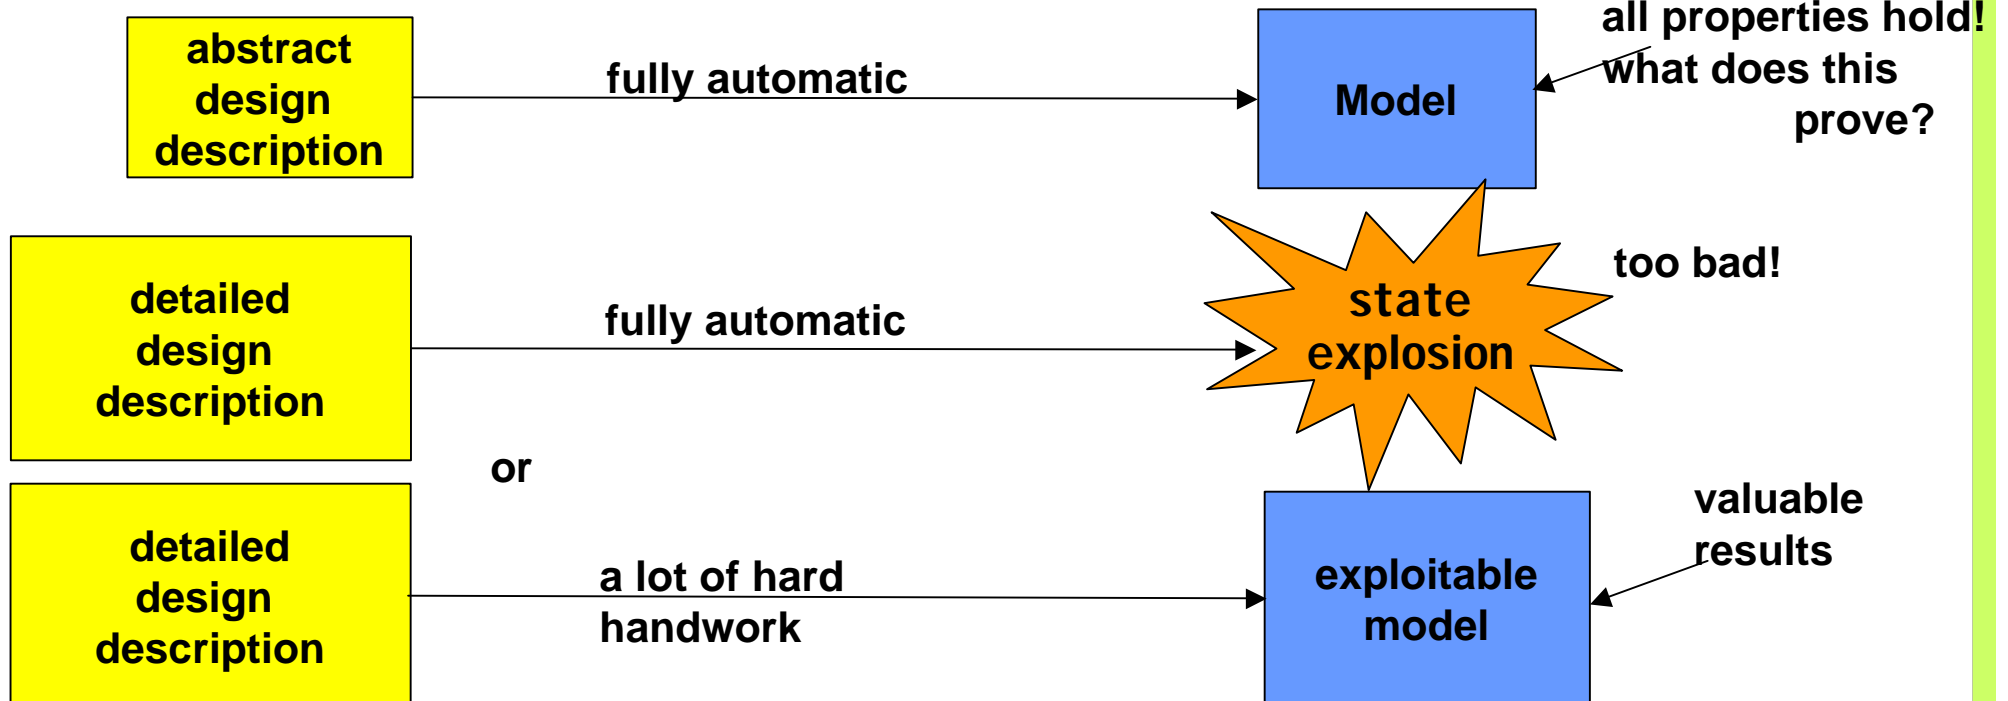 abstract
design
description
fully automatic
Model
all properties hold!
what does this
prove?
detailed
design
description
fully automatic
state
explosion
too bad!
or
detailed
design
description
a lot of hard
handwork
exploitable
model
valuable
results